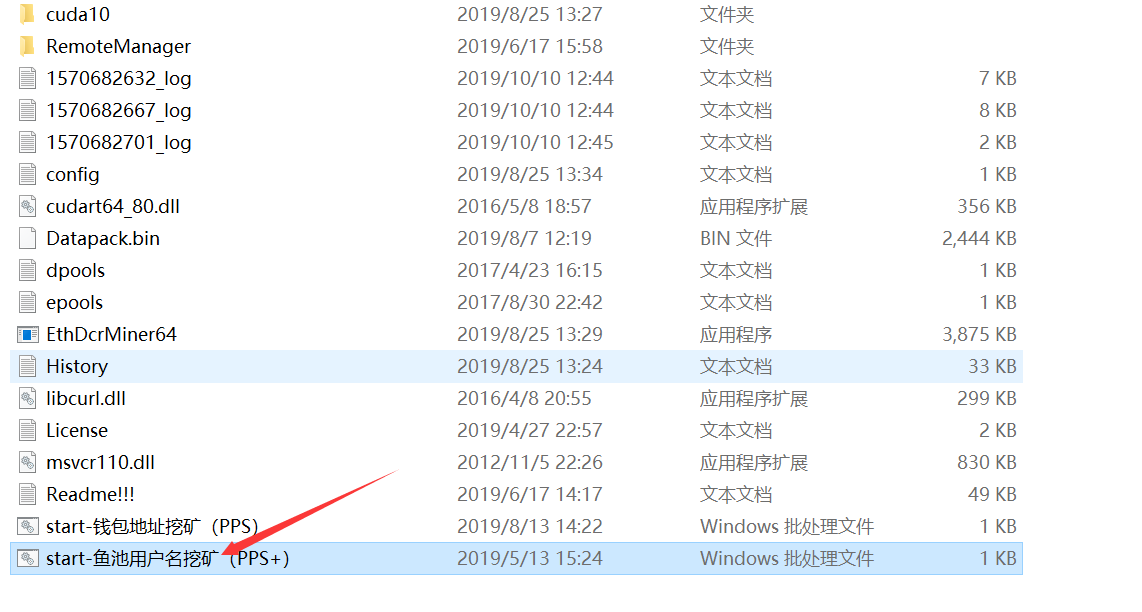 cuda10 2019/8/25 13:27 文件夹
RemoteManager 2019/6/17 15:58 文件夹
1570682632_log 2019/10/10 12:44 文本文档 7 KB
1570682667_log 2019/10/10 12:44 文本文档 8 KB
1570682701_log 2019/10/10 12:45 文本文档 2 KB
config 2019/8/25 13:34 文本文档 1 KB
cudart64_80.dll 2016/5/8 18:57 应用程序扩展 356 KB
Datapack.bin 2019/8/7 12:19 BIN 文件 2,444 KB
dpools 2017/4/23 16:15 文本文档 1 KB
epools 2017/8/30 22:42 文本文档 1 KB
EthDcrMiner64 2019/8/25 13:29 应用程序 3,875 KB
History 2019/8/25 13:24 文本文档 33 KB
libcurl.dll 2016/4/8 20:55 应用程序扩展 299 KB
License 2019/4/27 22:57 文本文档 2 KB
msvcr110.dll 2012/11/5 22:26 应用程序扩展 830 KB
Readme!!! 2019/6/17 14:17 文本文档 49 KB
start-钱包地址挖矿（PPS） 2019/8/13 14:22 Windows 批处理文件 1 KB
start-鱼池用户名挖矿（PPS+） 2019/5/13 15:24 Windows 批处理文件 1 KB